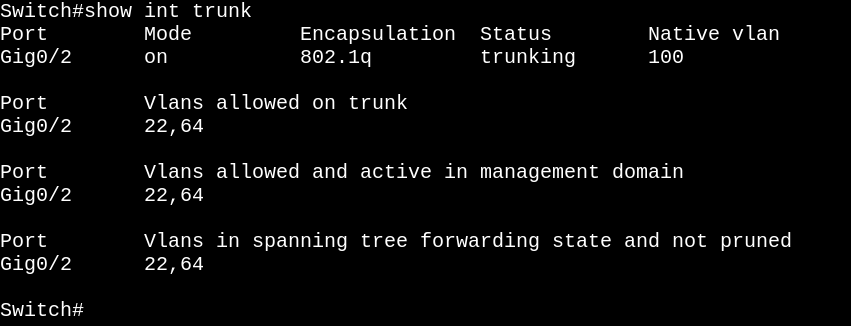 Switch#show int trunk
Port        Mode         Encapsulation  Status        Native vlan
Gig0/2      on           802.1q         trunking      100

Port        Vlans allowed on trunk
Gig0/2      22,64

Port        Vlans allowed and active in management domain
Gig0/2      22,64

Port        Vlans in spanning tree forwarding state and not pruned
Gig0/2      22,64

Switch#